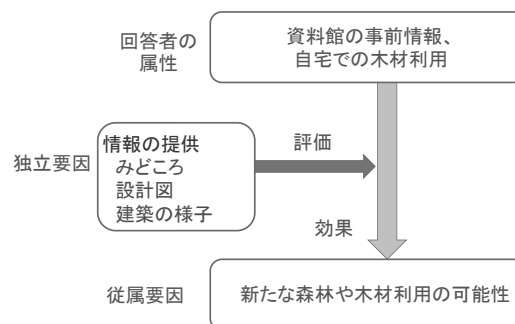 回答者の
属性
資料館の事前情報、
自宅での木材利用
独立要因
情報の提供
みどころ
設計図
建築の様子
評価
効果
従属要因
新たな森林や木材利用の可能性